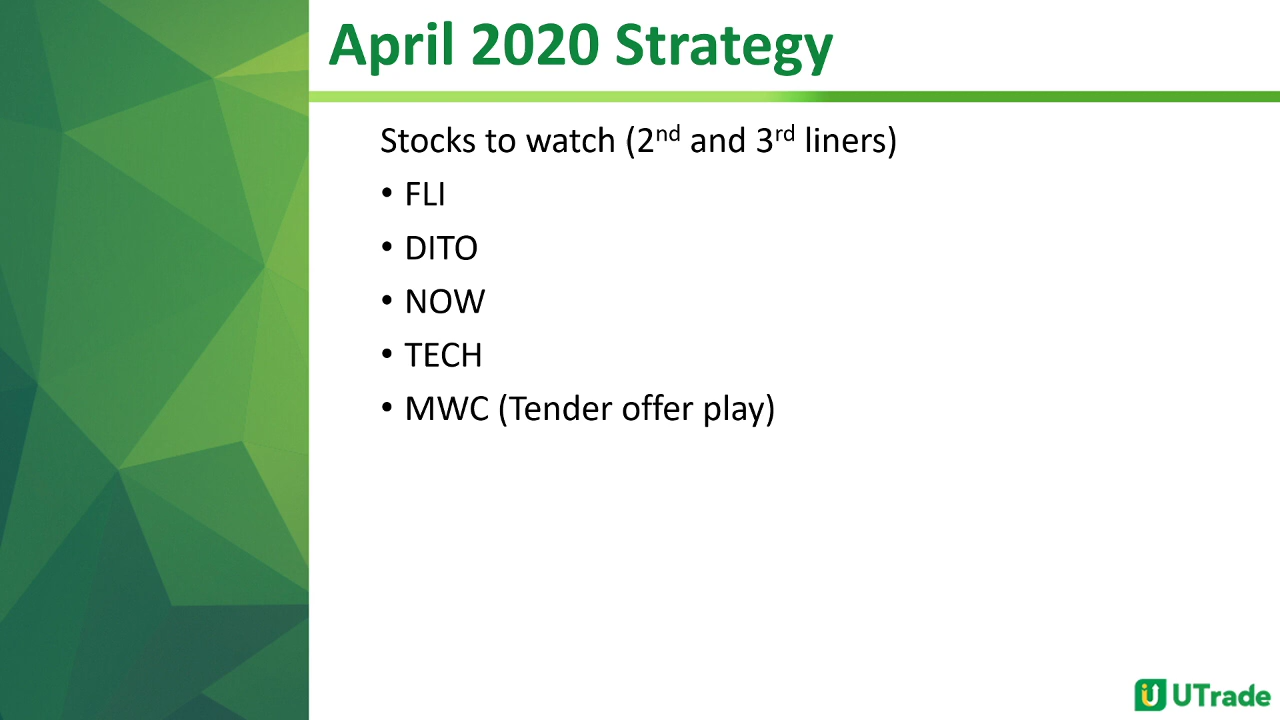 April 2020 Strategy
Stocks to watch (2nd and 3rd liners)
• FLI
• DITO
• NOW
• TECH
• MWC (Tender offer play)
UTrade